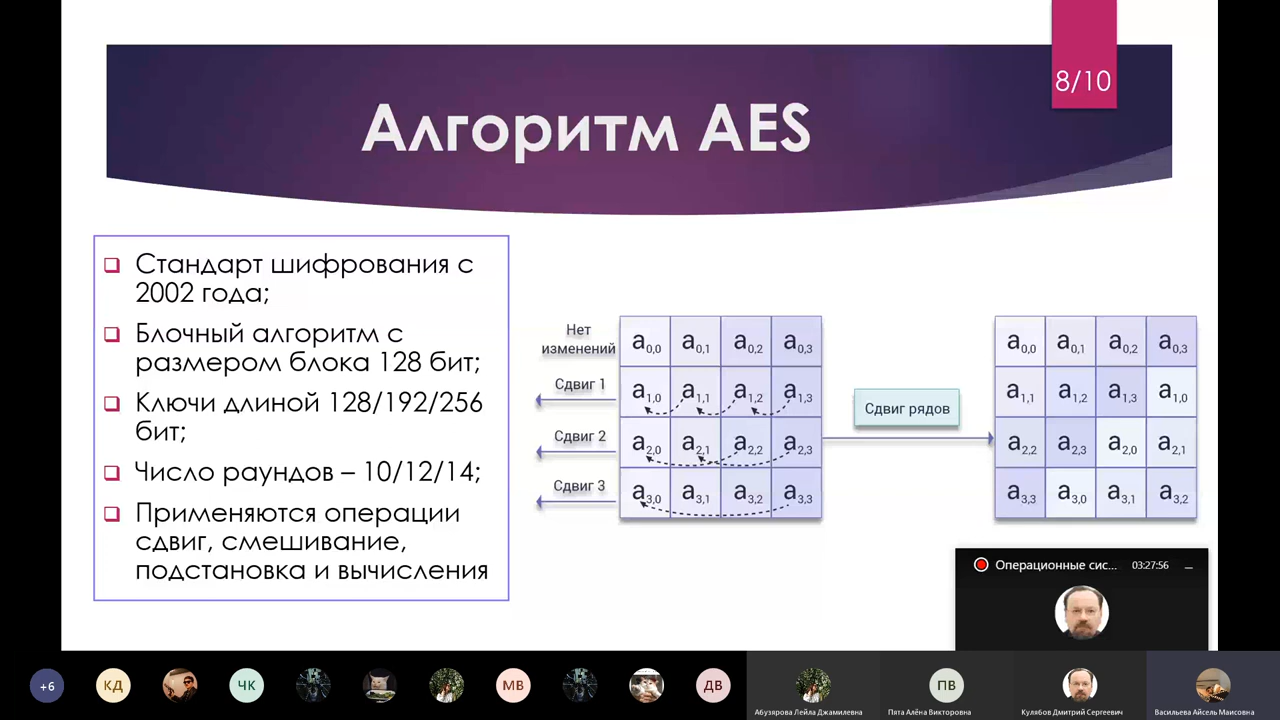 8/10
Алгоритм AES
Стандарт шифрования с
2002 года;
Блочный алгоритм с
размером блока 128 бит;
Ключи длиной 128/192/256
бит;
Число раундов – 10/12/14;
Применяются операции
сдвиг, смешивание,
подстановка и вычисления
Нет
изменений
Сдвиг 1
Сдвиг 2
Сдвиг 3
a0,0 a0,1 a0,2 a0,3
a1,0 a1,1 a1,2 a1,3
a2,0 a2,1 a2,2 a2,3
a3,0 a3,1 a3,2 a3,3
Сдвиг рядов
a0,0 a0,1 a0,2 a0,3
a1,1 a1,2 a1,3 a1,0
a2,2 a2,3 a2,0 a2,1
a3,3 a3,0 a3,1 a3,2
Операционные сис... 03:27:56
+6 КД ЧК МВ ДВ ПВ
Абузярова Лейла Джамилевна Пята Алёна Викторовна Кулябов Дмитрий Сергеевич Васильева Айсель Маисовна